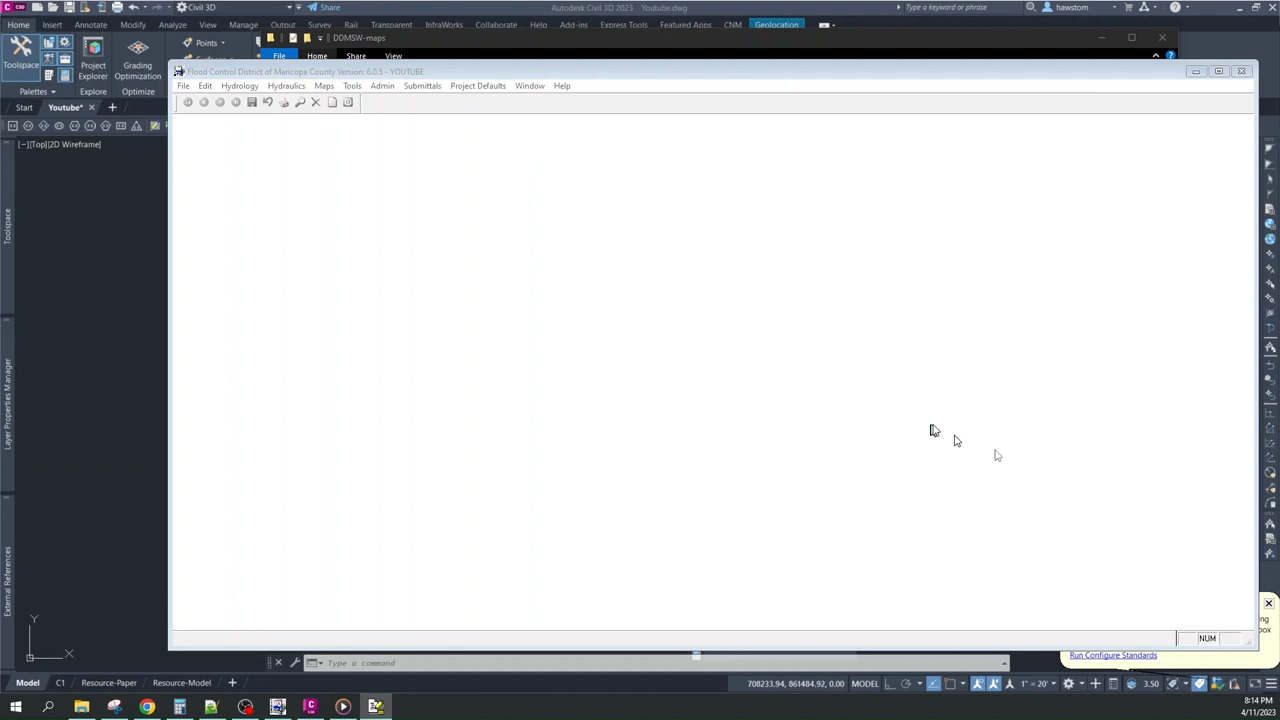 Civil 3D
Share
Autodesk Civil 3D 2023 Youtube.dwg
Type a keyword or phrase
hawstom
Home Insert Annotate Modify Analyze View Manage Output Survey Rail Transparent InfraWorks Collaborate Help Add-ins Express Tools Featured Apps CNM Geolocation
DDMSW-maps
File Home Share View
Points
Toolspace
Project
Explorer
Grading
Optimization
Palettes
Explore
Optimize
Flood Control District of Maricopa County Version: 6.0.5 - YOUTUBE
File Edit Hydrology Hydraulics Maps Tools Admin Submittals Project Defaults Window Help
Start Youtube*
[−][Top][2D Wireframe]
Toolspace
Layer Properties Manager
External References
Y
X
NUM
ng
box
Run Configure Standards
Type a command
Model C1 Resource-Paper Resource-Model
708233.94, 861484.92, 0.00 MODEL 1" = 20' 3.50
8:14 PM
4/11/2023